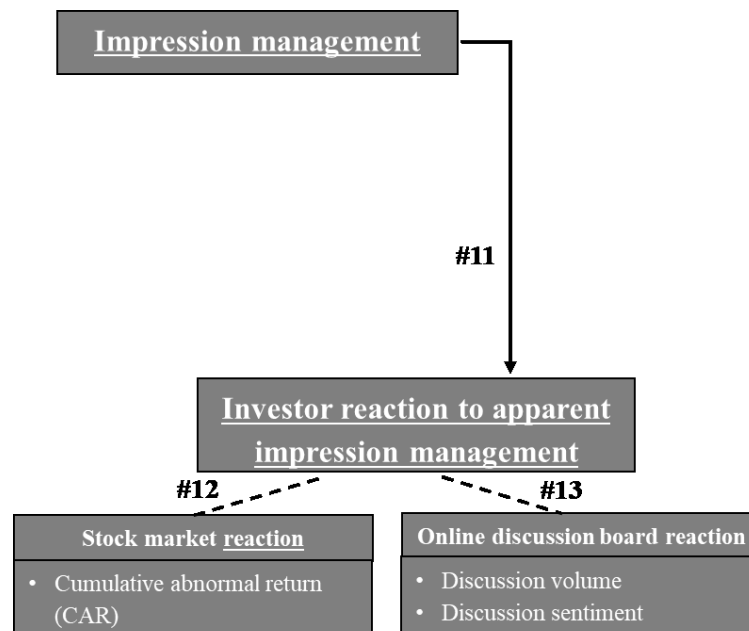 Impression management
#11
Investor reaction to apparent
impression management
#12
#13
Stock market reaction
• Cumulative abnormal return
(CAR)
Online discussion board reaction
• Discussion volume
• Discussion sentiment